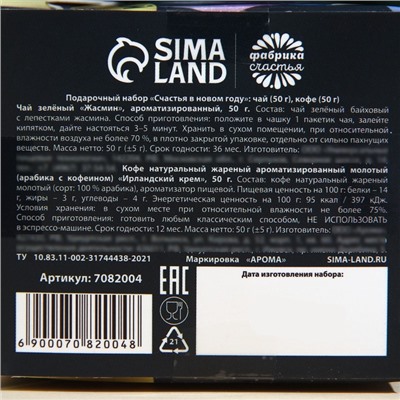 SIMA
LAND
фабрика
счастья
Подарочный набор «Счастья в новом году»: чай (50 г), кофе (50 г)
Чай зелёный «Жасмин», ароматизированный, 50 г. Состав: чай зелёный байховый
с лепестками жасмина. Способ приготовления: положите в чашку 1 пакетик чая, залейте
кипятком, дайте настояться 3–5 минут. Хранить в сухом помещении, при относительной
влажности воздуха не более 70 %, в плотно закрытой упаковке, отдельно от сильно пахнущих
веществ. Масса нетто: 50 г (±5 г). Срок годности: 36 мес. Изготовитель:
Кофе натуральный жареный ароматизированный молотый
(арабика с кофеином) «Ирландский крем», 50 г. Состав: кофе натуральный жареный
молотый (сорт: 100 % арабика), ароматизатор пищевой. Пищевая ценность на 100 г: белки – 14
г, жиры – 3 г, углеводы – 4 г. Энергетическая ценность на 100 г: 95 ккал / 397 кДж.
Условия хранения: в сухом месте при относительной влажности не более 75%.
Способ приготовления: готовить любым классическим способом, НЕ ИСПОЛЬЗОВАТЬ
в эспрессо-машине. Срок годности: 12 мес. Масса нетто: 50 г (±5 г). Изготовитель:
ТУ 10.83.11-002-31744438-2021 Маркировка «АРОМА» SIMA-LAND.RU
Артикул: 7082004
EAC
Дата изготовления набора:
21
6 900070 820048